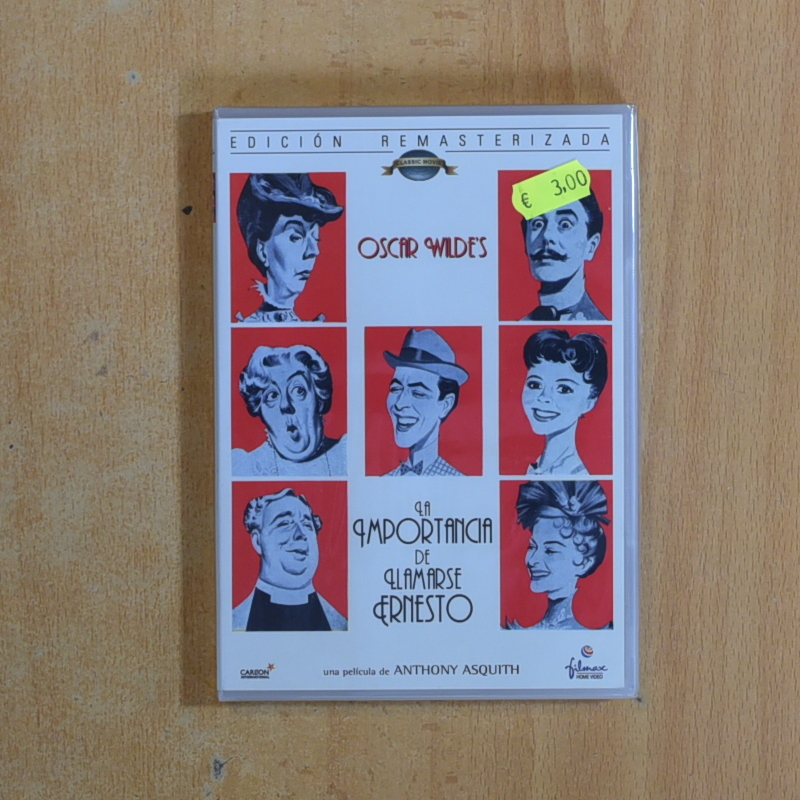 EDICIÓN REMASTERIZADA
CLASSIC MOVIE
€ 3,00
OSCAR WILDE'S
LA
IMPORTANCIA
DE
LLAMARSE
ERNESTO
CAREON
INTERNATIONAL
una película de ANTHONY ASQUITH
filmax
HOME VIDEO